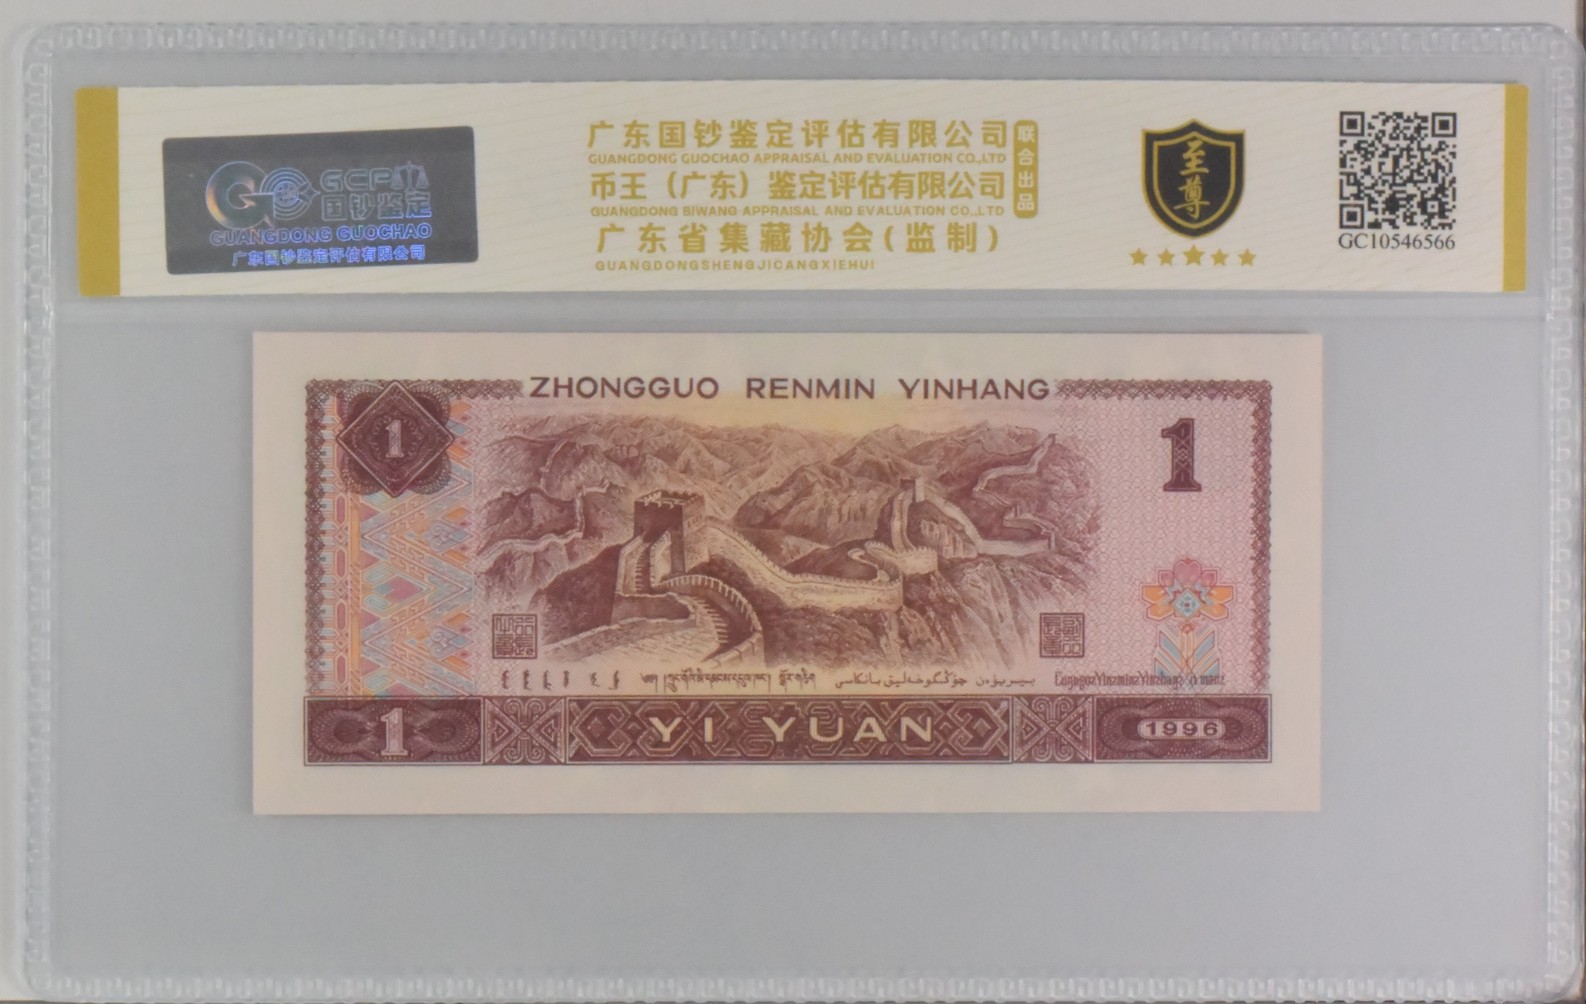 GCP
国钞鉴定
GUANGDONG GUOCHAO
广东国钞鉴定评估有限公司
广东国钞鉴定评估有限公司
GUANGDONG GUOCHAO APPRAISAL AND EVALUATION CO.,LTD
币王（广东）鉴定评估有限公司
GUANGDONG BIWANG APPRAISAL AND EVALUATION CO.,LTD
广东省集藏协会(监制)
GUANGDONGSHENGJICANGXIEHUI
联合出品
至尊
GC10546566
ZHONGGUO RENMIN YINHANG
1
1
1
YI YUAN
1996